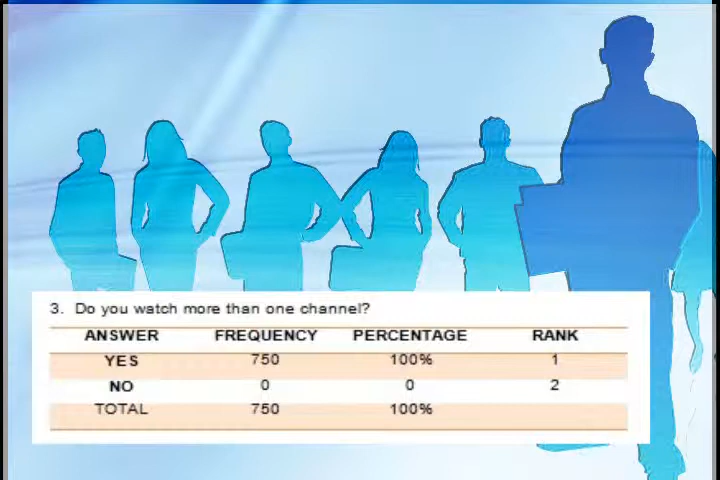 3. Do you watch more than one channel?
ANSWER FREQUENCY PERCENTAGE RANK
YES 750 100% 1
NO 0 0 2
TOTAL 750 100%